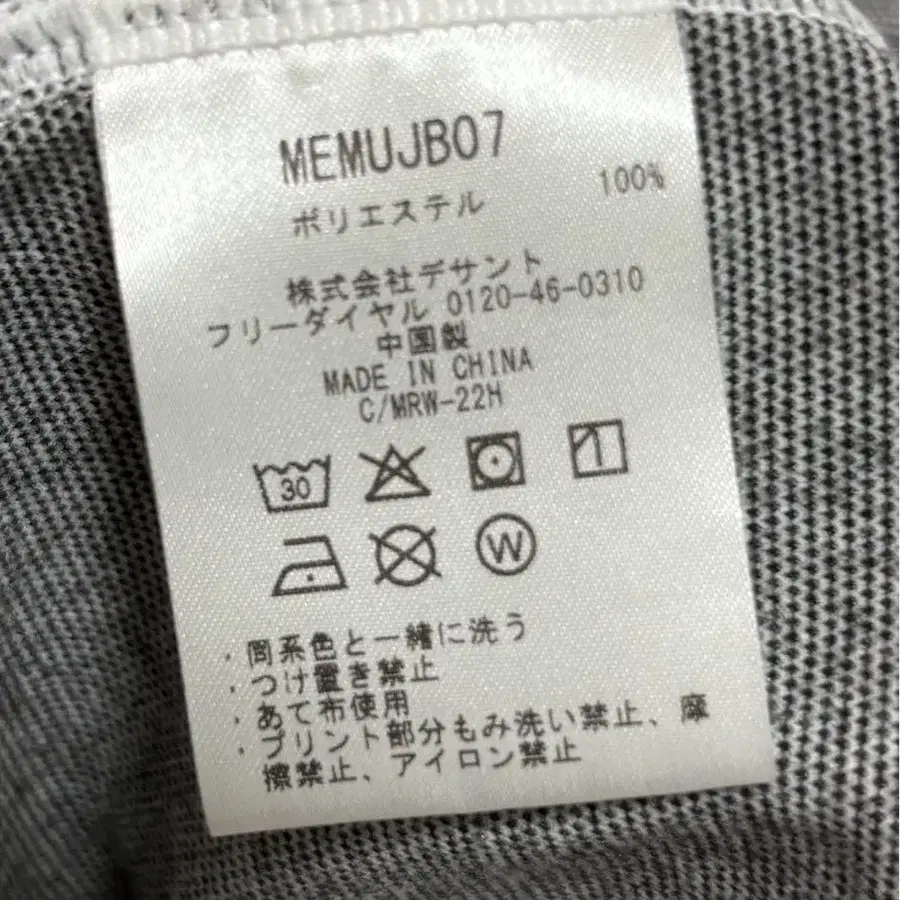 MEMUJB07
ポリエステル 100%
株式会社デサント
フリーダイヤル 0120-46-0310
中国製
MADE IN CHINA
C/MRW-22H
30
W
・同系色と一緒に洗う
・つけ置き禁止
・あて布使用
・プリント部分もみ洗い禁止、摩
擦禁止、アイロン禁止